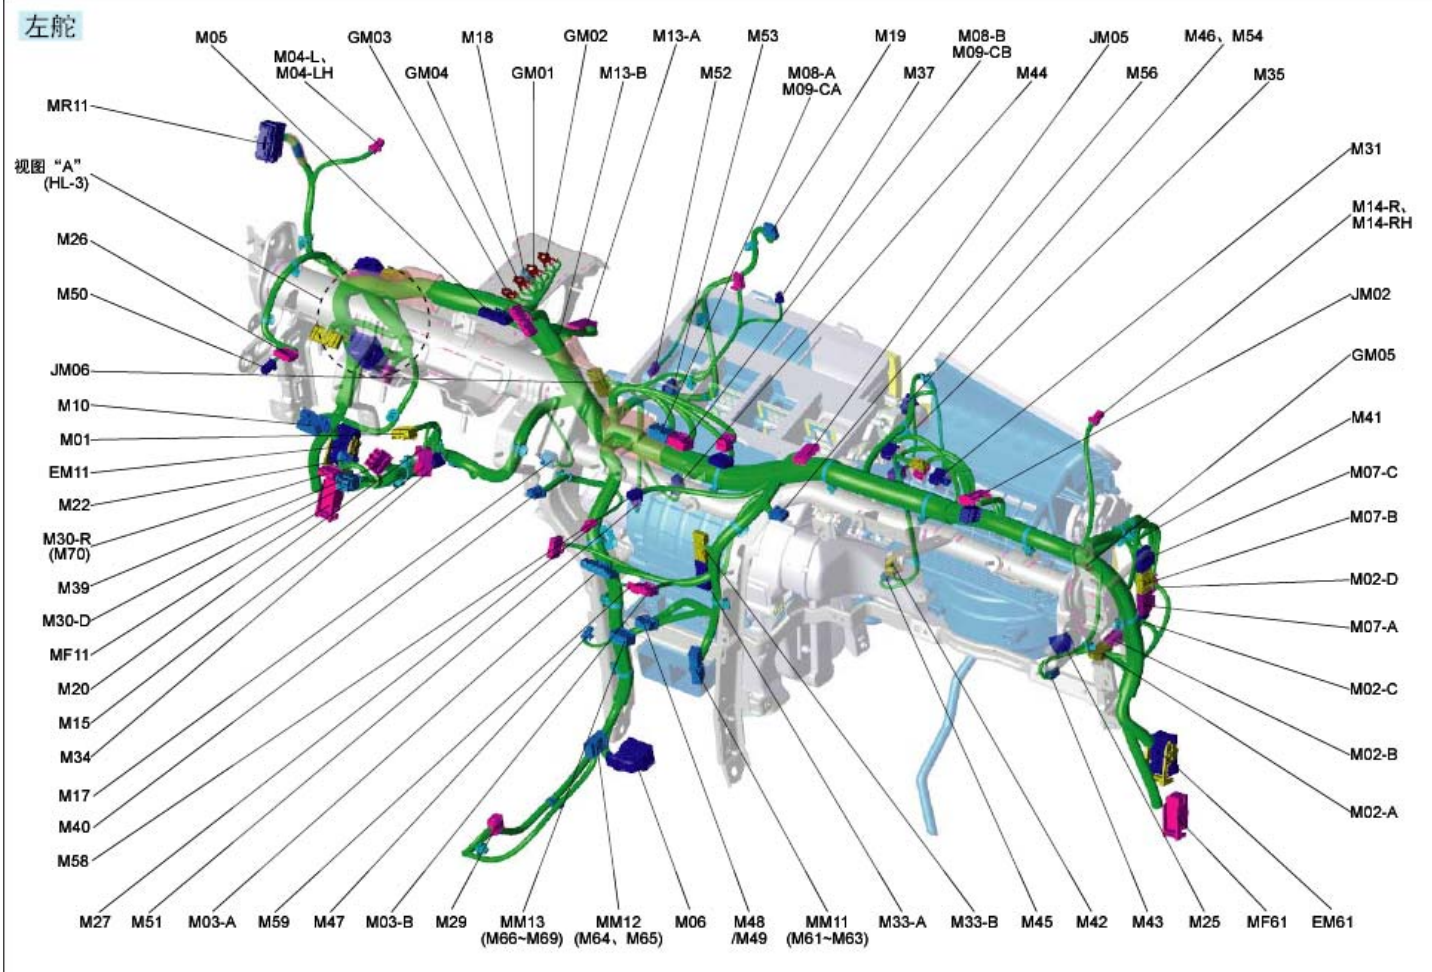 左舵
M05
GM03
M18
GM02
M13-A
M53
M19
M08-B
M09-CB
JM05
M46、M54
M04-L、
M04-LH
GM04
GM01
M13-B
M52
M08-A
M09-CA
M37
M44
M56
M35
MR11
视图“A”
(HL-3)
M26
M50
JM06
M10
M01
EM11
M22
M30-R
(M70)
M39
M30-D
MF11
M20
M15
M34
M17
M40
M58
M31
M14-R、
M14-RH
JM02
GM05
M41
M07-C
M07-B
M02-D
M07-A
M02-C
M02-B
M02-A
M27
M51
M03-A
M59
M47
M03-B
M29
MM13
(M66~M69)
MM12
(M64、M65)
M06
M48
/M49
MM11
(M61~M63)
M33-A
M33-B
M45
M42
M43
M25
MF61
EM61